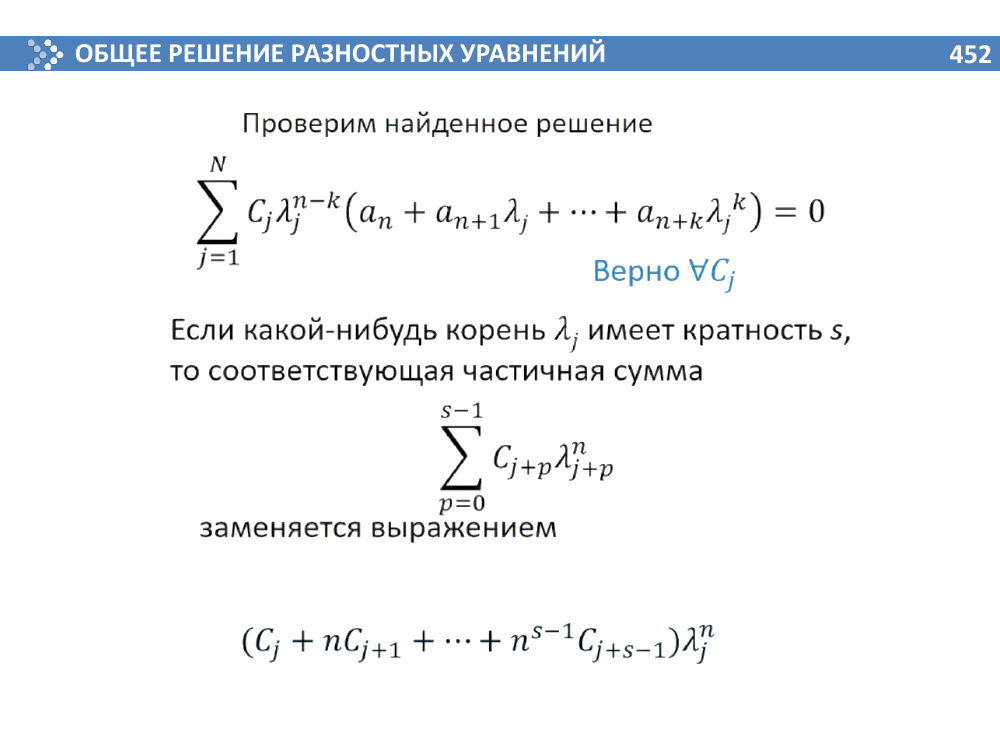 ОБЩЕЕ РЕШЕНИЕ РАЗНОСТНЫХ УРАВНЕНИЙ 452
Проверим найденное решение
$\sum_{j=1}^{N} C_j \lambda_j^{n-k} (a_n + a_{n+1} \lambda_j + \cdots + a_{n+k} {\lambda_j}^k) = 0$
Верно $\forall C_j$
Если какой-нибудь корень $\lambda_j$ имеет кратность s,
то соответствующая частичная сумма
$\sum_{p=0}^{s-1} C_{j+p} \lambda_{j+p}^n$
заменяется выражением
$(C_j + nC_{j+1} + \cdots + n^{s-1} C_{j+s-1}) \lambda_j^n$